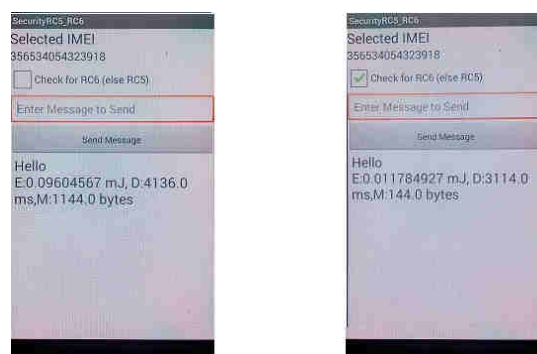 SecurityRC5_RC6
Selected IMEI
356534054323918
Check for RC6 (else RC5)
Enter Message to Send
Send Message
Hello
E:0.09604567 mJ, D:4136.0
ms,M:1144.0 bytes
SecurityRC5_RC6
Selected IMEI
356534054323918
Check for RC6 (else RC5)
Enter Message to Send
Send Message
Hello
E:0.011784927 mJ, D:3114.0
ms,M:144.0 bytes